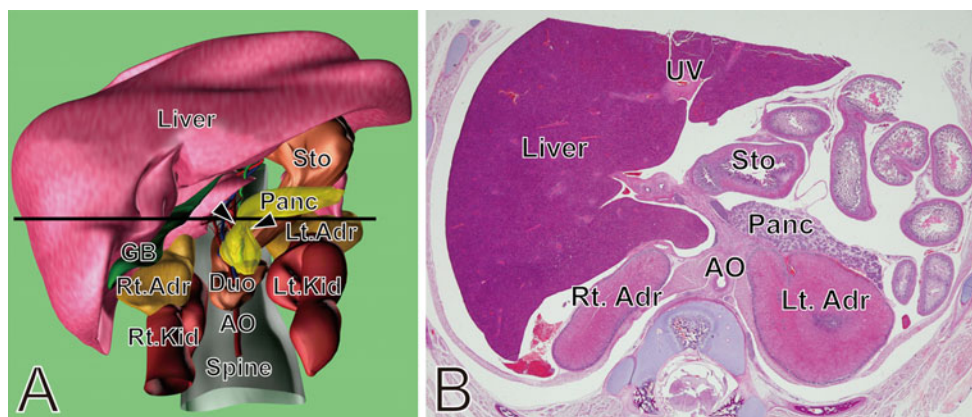 Liver
Sto
Panc
Lt.Adr
GB
Rt.Adr
Duo
Lt.Kid
Rt.Kid
AO
Spine
A
UV
Liver
Sto
Panc
AO
Rt. Adr
Lt. Adr
B